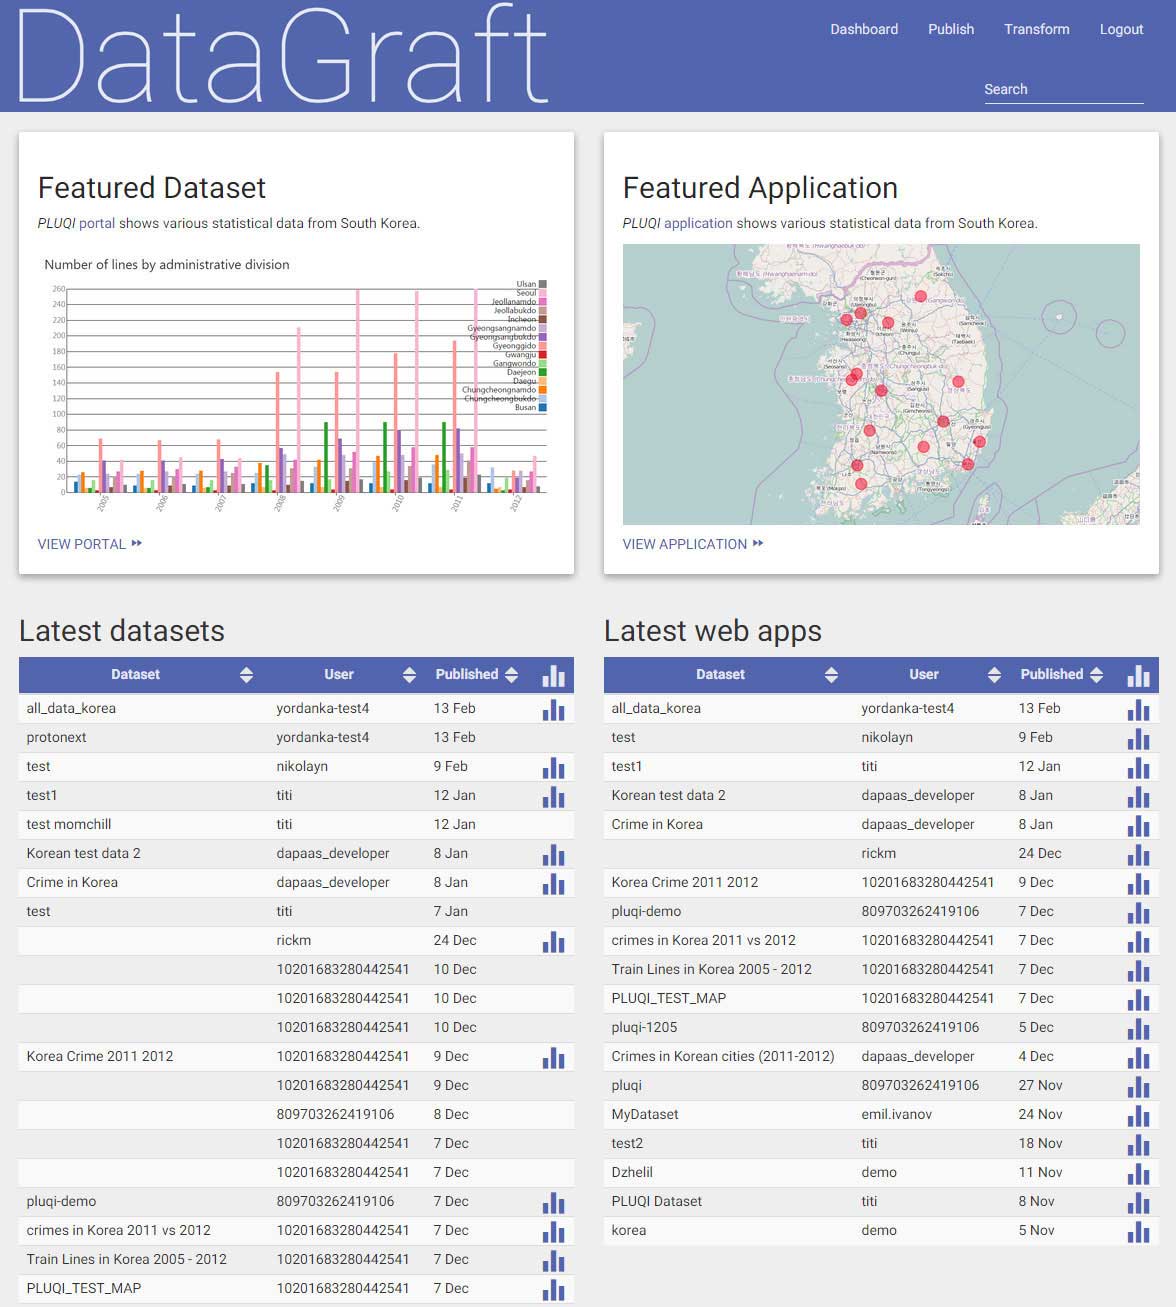 DataGraft
Dashboard Publish Transform Logout
Search
Featured Dataset
PLUQI portal shows various statistical data from South Korea.
Number of lines by administrative division
Ulsan
Seoul
Jeollanamdo
Jeollabukdo
Incheon
Gyeongsangnamdo
Gyeongsangbukdo
Gyeonggido
Gwangju
Gangwondo
Daejeon
Daegu
Chungcheongnamdo
Chungcheongbukdo
Busan
260
240
220
200
180
160
140
120
100
80
60
40
20
0
2005 2006 2007 2008 2009 2010 2011 2012
VIEW PORTAL
Featured Application
PLUQI application shows various statistical data from South Korea.
VIEW APPLICATION
Latest datasets
Dataset User Published
all_data_korea yordanka-test4 13 Feb
protonext yordanka-test4 13 Feb
test nikolayn 9 Feb
test1 titi 12 Jan
test momchill titi 12 Jan
Korean test data 2 dapaas_developer 8 Jan
Crime in Korea dapaas_developer 8 Jan
test titi 7 Jan
rickm 24 Dec
10201683280442541 10 Dec
10201683280442541 10 Dec
10201683280442541 10 Dec
Korea Crime 2011 2012 10201683280442541 9 Dec
10201683280442541 9 Dec
809703262419106 8 Dec
10201683280442541 7 Dec
10201683280442541 7 Dec
pluqi-demo 809703262419106 7 Dec
crimes in Korea 2011 vs 2012 10201683280442541 7 Dec
Train Lines in Korea 2005 - 2012 10201683280442541 7 Dec
PLUQI_TEST_MAP 10201683280442541 7 Dec
Latest web apps
Dataset User Published
all_data_korea yordanka-test4 13 Feb
test nikolayn 9 Feb
test1 titi 12 Jan
Korean test data 2 dapaas_developer 8 Jan
Crime in Korea dapaas_developer 8 Jan
rickm 24 Dec
Korea Crime 2011 2012 10201683280442541 9 Dec
pluqi-demo 809703262419106 7 Dec
crimes in Korea 2011 vs 2012 10201683280442541 7 Dec
Train Lines in Korea 2005 - 2012 10201683280442541 7 Dec
PLUQI_TEST_MAP 10201683280442541 7 Dec
pluqi-1205 809703262419106 5 Dec
Crimes in Korean cities (2011-2012) dapaas_developer 4 Dec
pluqi 809703262419106 27 Nov
MyDataset emil.ivanov 24 Nov
test2 titi 18 Nov
Dzhelil demo 11 Nov
PLUQI Dataset titi 8 Nov
korea demo 5 Nov